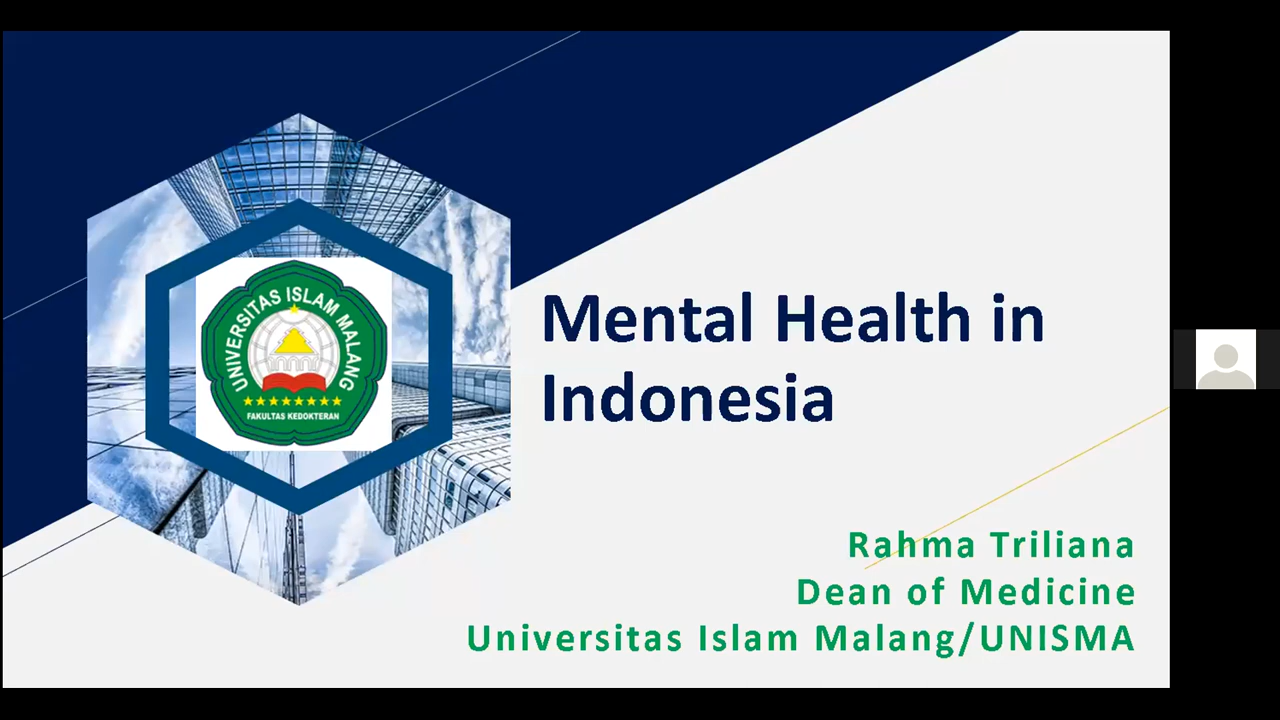 UNIVERSITAS ISLAM MALANG
FAKULTAS KEDOKTERAN
Mental Health in
Indonesia
Rahma Triliana
Dean of Medicine
Universitas Islam Malang/UNISMA